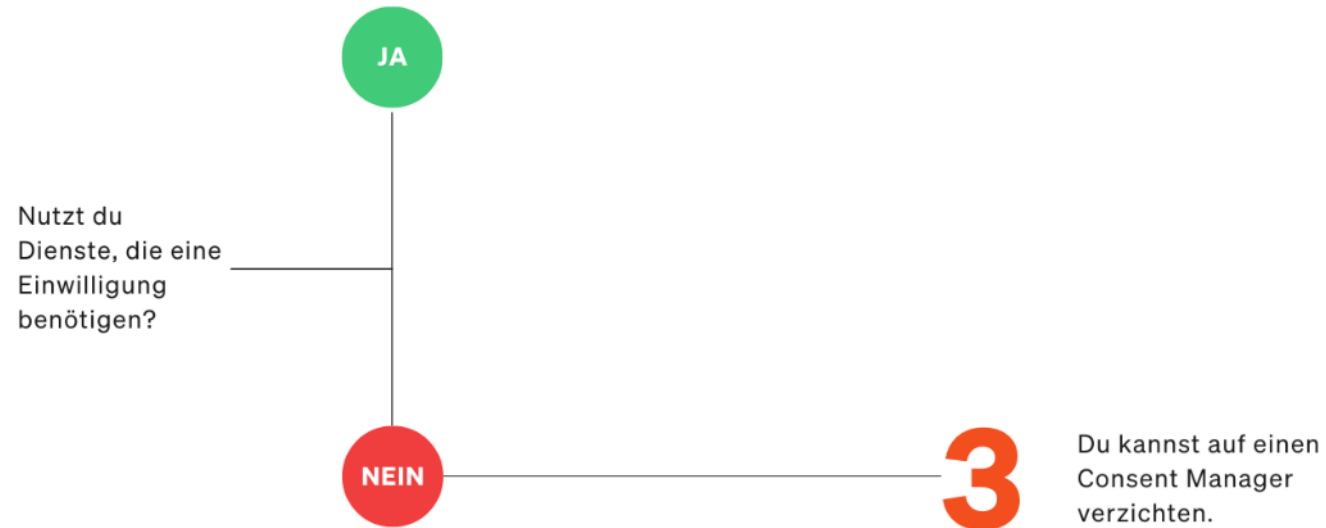 JA
Nutzt du
Dienste, die eine
Einwilligung
benötigen?
NEIN
3
Du kannst auf einen
Consent Manager
verzichten.